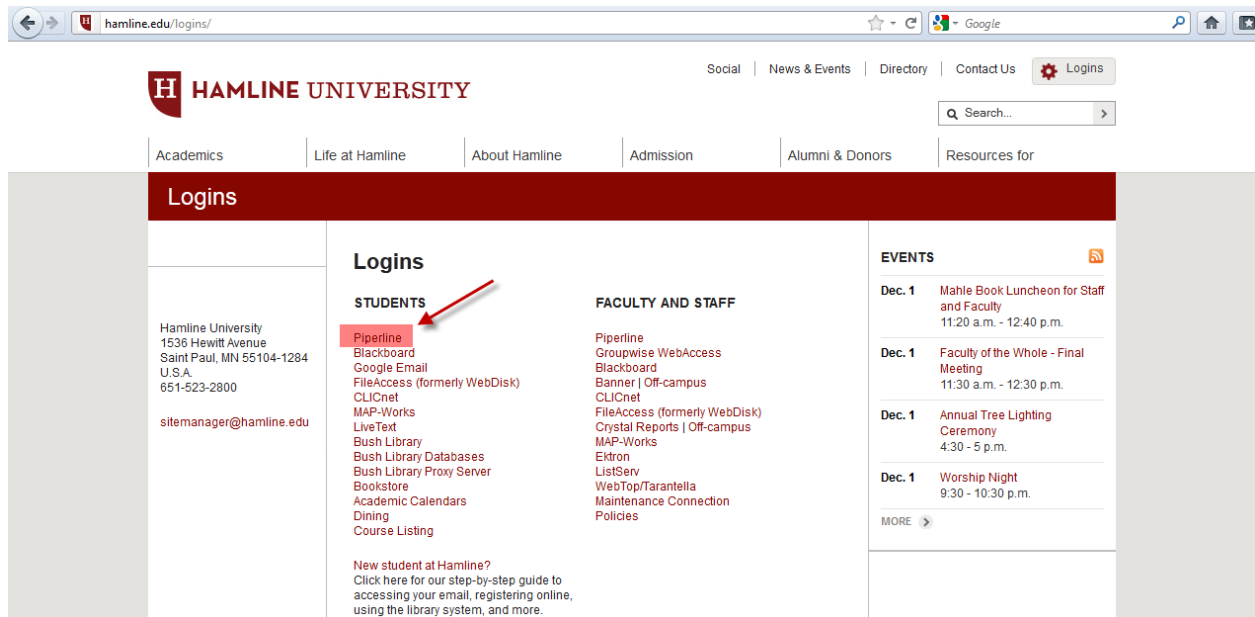 hamline.edu/logins/
Google
Social | News & Events | Directory | Contact Us
Logins
H HAMLINE UNIVERSITY
Search...
Academics
Life at Hamline
About Hamline
Admission
Alumni & Donors
Resources for
Logins
Hamline University
1536 Hewitt Avenue
Saint Paul, MN 55104-1284
U.S.A.
651-523-2800
sitemanager@hamline.edu
Logins
STUDENTS
Piperline
Blackboard
Google Email
FileAccess (formerly WebDisk)
CLICnet
MAP-Works
LiveText
Bush Library
Bush Library Databases
Bush Library Proxy Server
Bookstore
Academic Calendars
Dining
Course Listing
New student at Hamline?
Click here for our step-by-step guide to
accessing your email, registering online,
using the library system, and more.
FACULTY AND STAFF
Piperline
Groupwise WebAccess
Blackboard
Banner | Off-campus
CLICnet
FileAccess (formerly WebDisk)
Crystal Reports | Off-campus
MAP-Works
Ektron
ListServ
WebTop/Tarantella
Maintenance Connection
Policies
EVENTS
Dec. 1 Mahle Book Luncheon for Staff
and Faculty
11:20 a.m. - 12:40 p.m.
Dec. 1 Faculty of the Whole - Final
Meeting
11:30 a.m. - 12:30 p.m.
Dec. 1 Annual Tree Lighting
Ceremony
4:30 - 5 p.m.
Dec. 1 Worship Night
9:30 - 10:30 p.m.
MORE